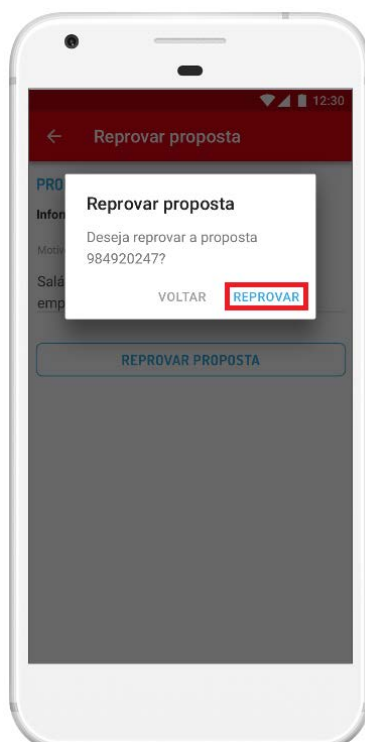 12:30
Reprovar proposta
PRO
Infor
Motiv
Reprovar proposta
Deseja reprovar a proposta
984920247?
Salá
emp
VOLTAR REPROVAR
REPROVAR PROPOSTA